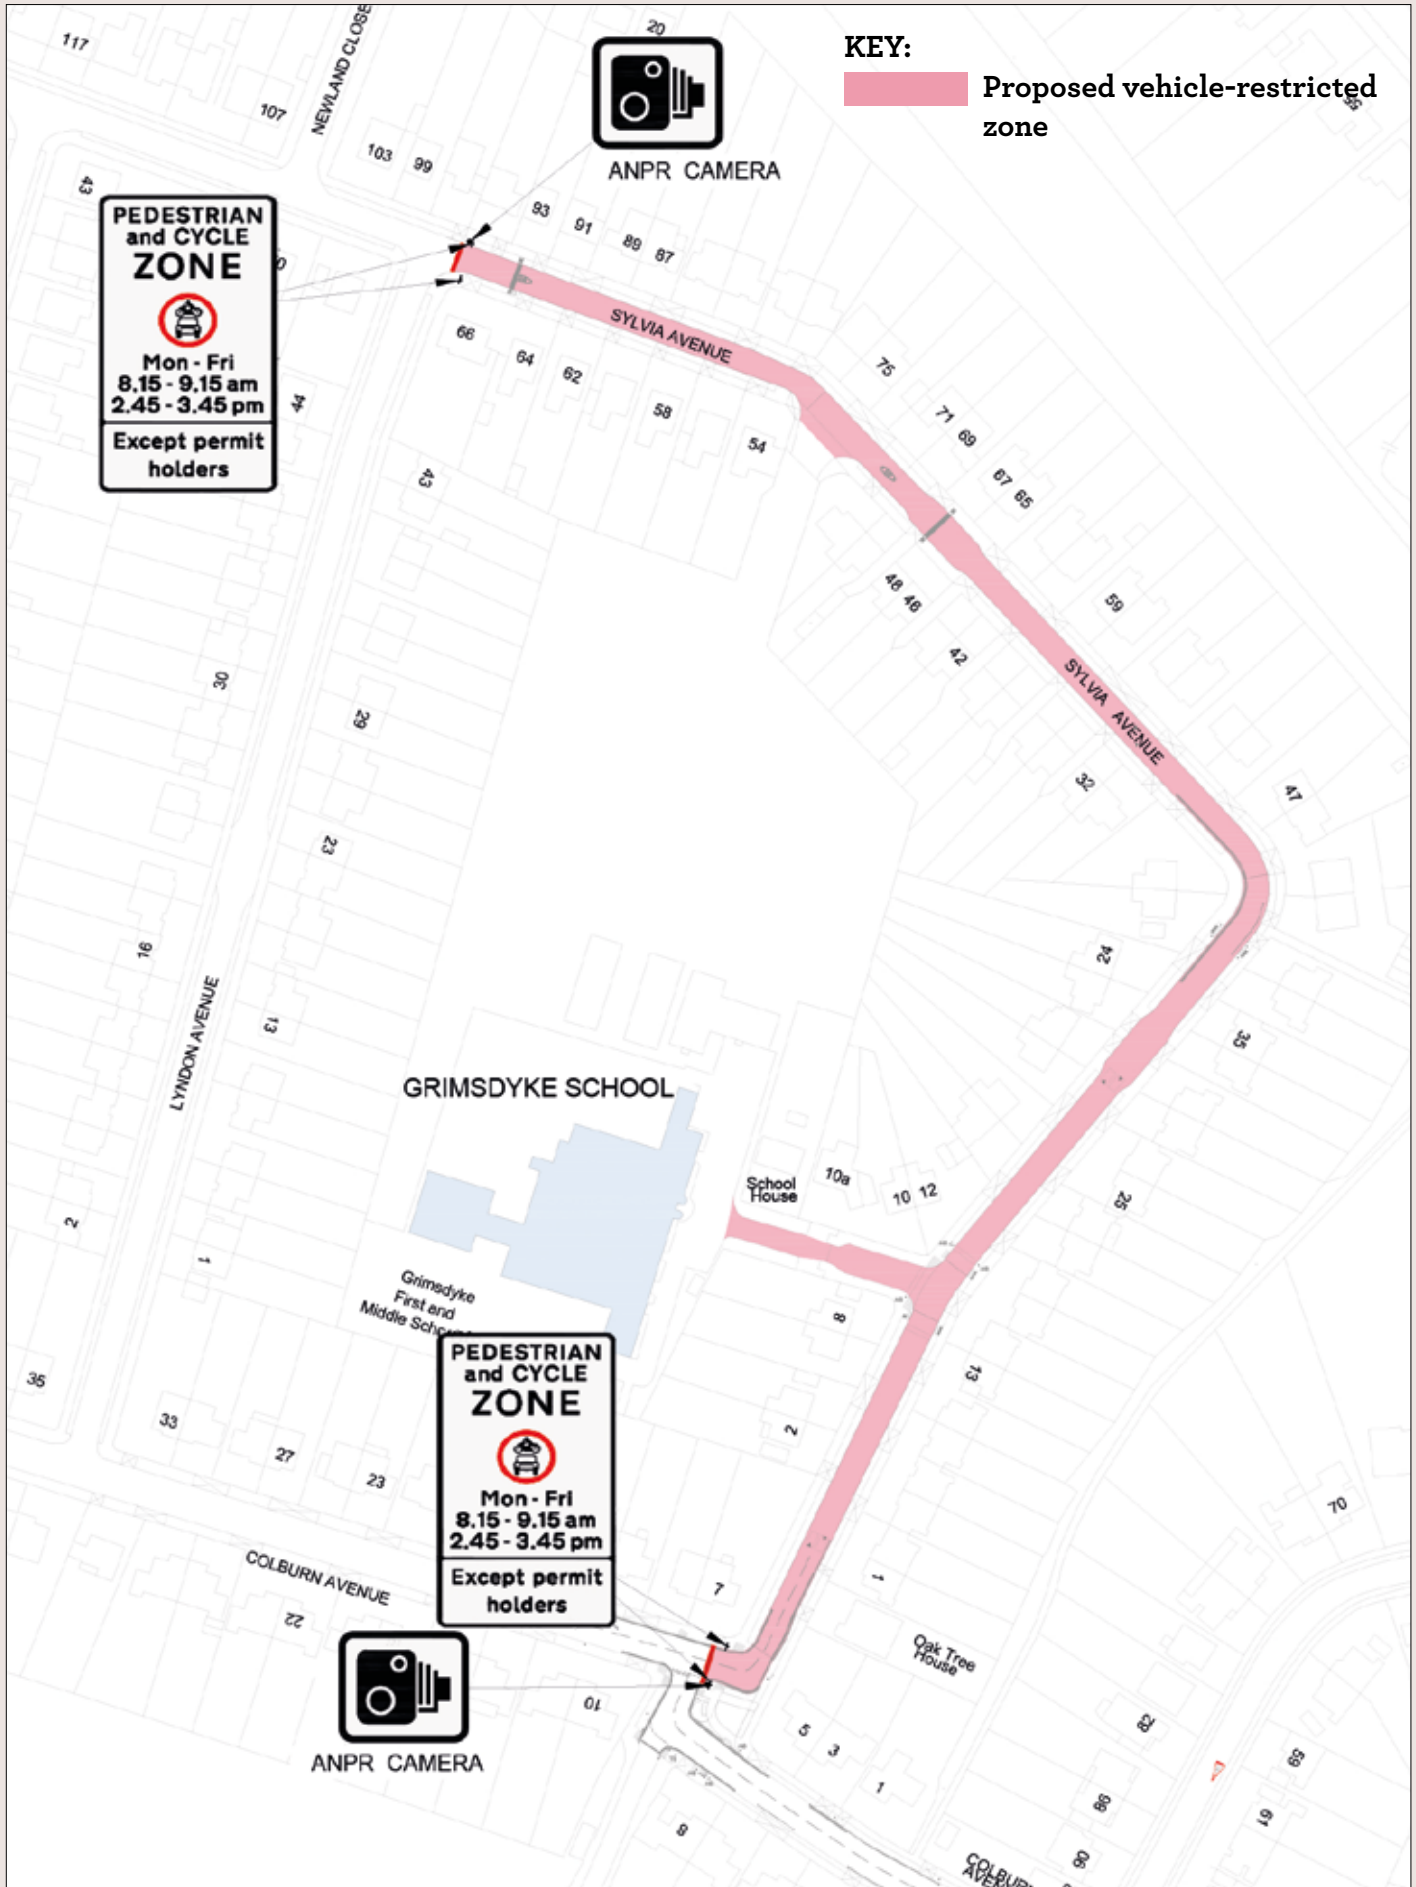 KEY:
Proposed vehicle-restricted
zone
117
107
NEWLAND CLOSE
20
55
ANPR CAMERA
103
99
93
91
89
87
43
PEDESTRIAN
and CYCLE
ZONE
Mon - Fri
8.15 - 9.15 am
2.45 - 3.45 pm
Except permit
holders
66
64
62
58
54
SYLVIA AVENUE
75
71
69
67
65
44
43
48
46
42
59
SYLVIA AVENUE
30
29
32
47
23
16
24
13
35
LYNDON AVENUE
GRIMSDYKE SCHOOL
School
House
10a
10
12
25
2
1
Grimsdyke
First and
8
13
35
33
27
23
2
PEDESTRIAN
and CYCLE
ZONE
Mon - Fri
8.15 - 9.15 am
2.45 - 3.45 pm
Except permit
holders
70
COLBURN AVENUE
22
7
1
Oak Tree
House
10
ANPR CAMERA
5
3
1
82
59
61
8